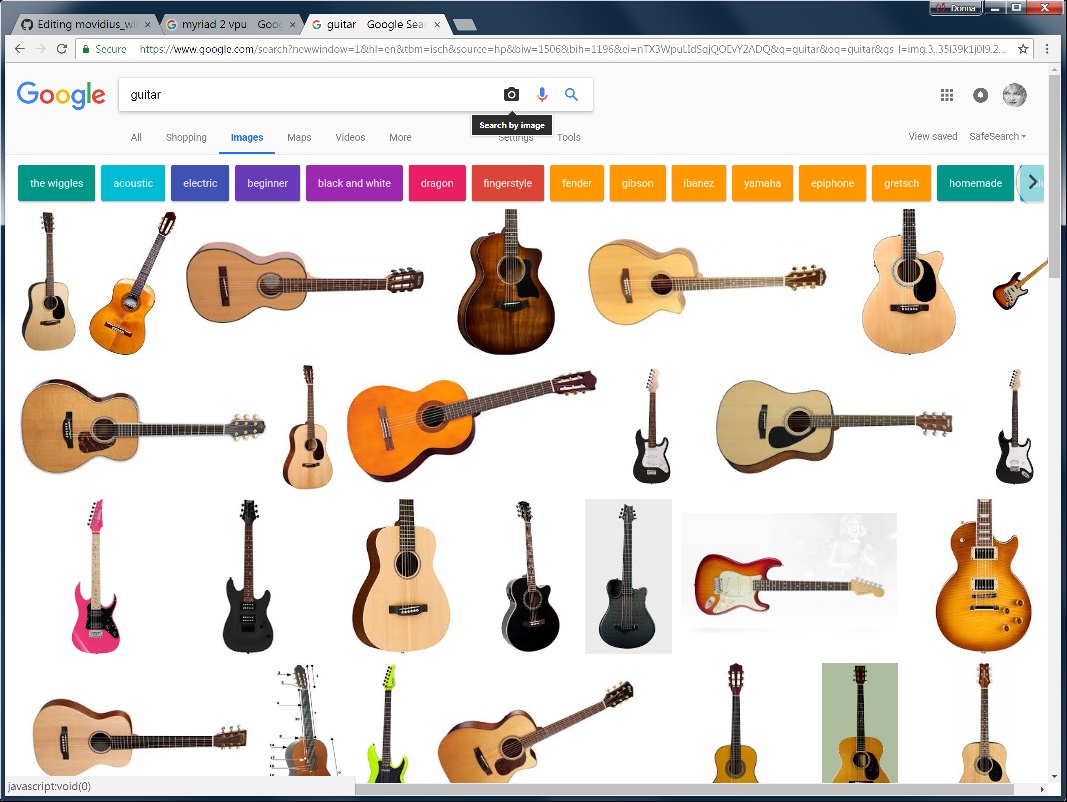 Editing movidius_wi
myriad 2 vpu Goo
guitar Google Sea
Donna
Secure https://www.google.com/search?newwindow=1&hl=en&tbm=isch&source=hp&biw=1506&bih=1196&ei=nTX3WpuLIdSqjQOEvY2ADQ&q=guitar&oq=guitar&gs_l=img.3..35i39k1j0l9.2...
Google
guitar
Search by image
All Shopping Images Maps Videos More Settings Tools
View saved SafeSearch
the wiggles acoustic electric beginner black and white dragon fingerstyle fender gibson ibanez yamaha epiphone gretsch homemade
javascript:void(0)